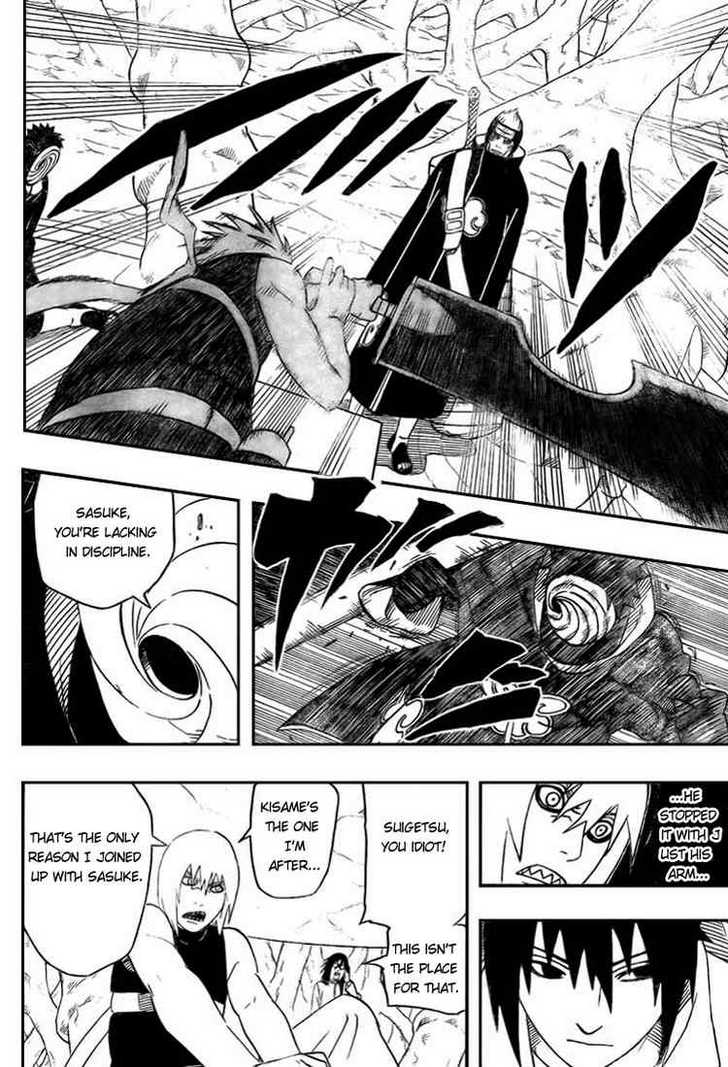 ガ
SASUKE,
YOU'RE LACKING
IN DISCIPLINE.
...HE
STOPPED
IT WITH J
UST HIS
ARM...
SUIGETSU,
YOU IDIOT!
THIS ISN'T
THE PLACE
FOR THAT.
KISAME'S
THE ONE
I'M
AFTER...
THAT'S THE ONLY
REASON I JOINED
UP WITH SASUKE.